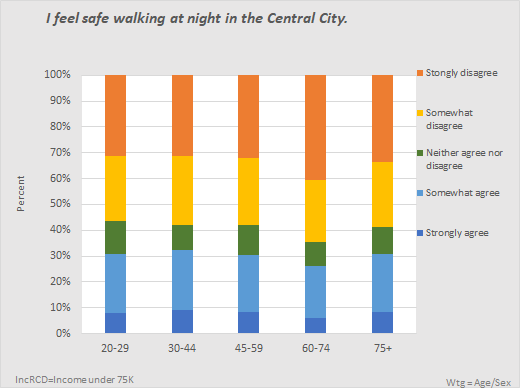 I feel safe walking at night in the Central City.
100%
90%
80%
70%
60%
50%
40%
30%
20%
10%
0%
Percent
20-29
30-44
45-59
60-74
75+
Stongly disagree
Somewhat
disagree
Neither agree nor
disagree
Somewhat agree
Strongly agree
IncRCD=Income under 75K
Wtg = Age/Sex